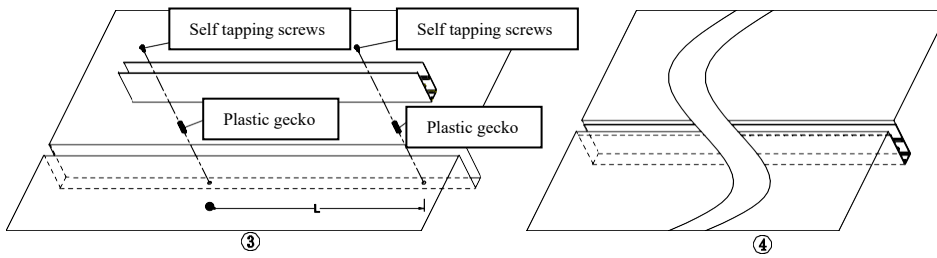 Self tapping screws
Self tapping screws
Plastic gecko
Plastic gecko
L
③
④